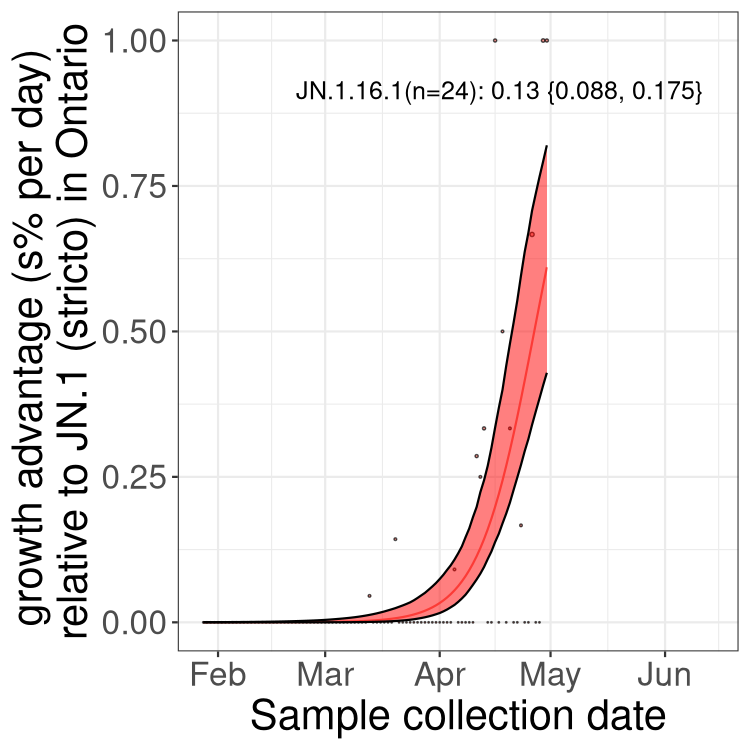 growth advantage (s% per day)
relative to JN.1 (stricto) in Ontario
1.00
0.75
0.50
0.25
0.00
JN.1.16.1(n=24): 0.13 {0.088, 0.175}
Feb Mar Apr May Jun
Sample collection date